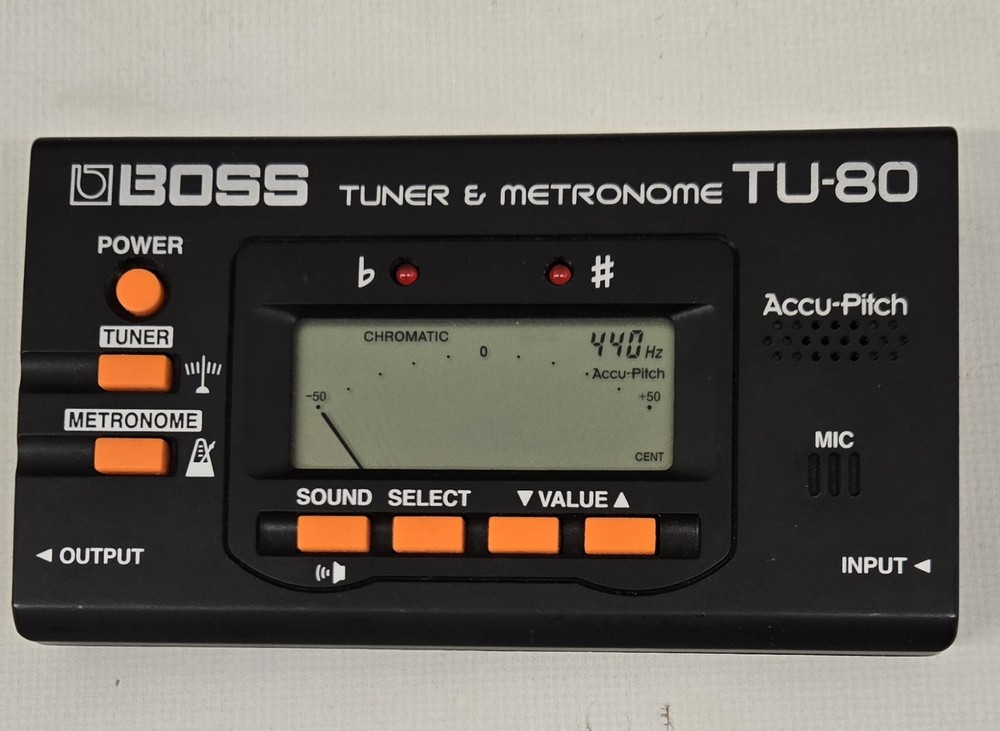 BOSS TUNER & METRONOME TU-80
POWER
♭ ♯
TUNER
METRONOME
CHROMATIC
0
440 Hz
Accu-Pitch
-50
+50
CENT
Accu-Pitch
MIC
SOUND SELECT ▼ VALUE ▲
◄ OUTPUT
INPUT ◄